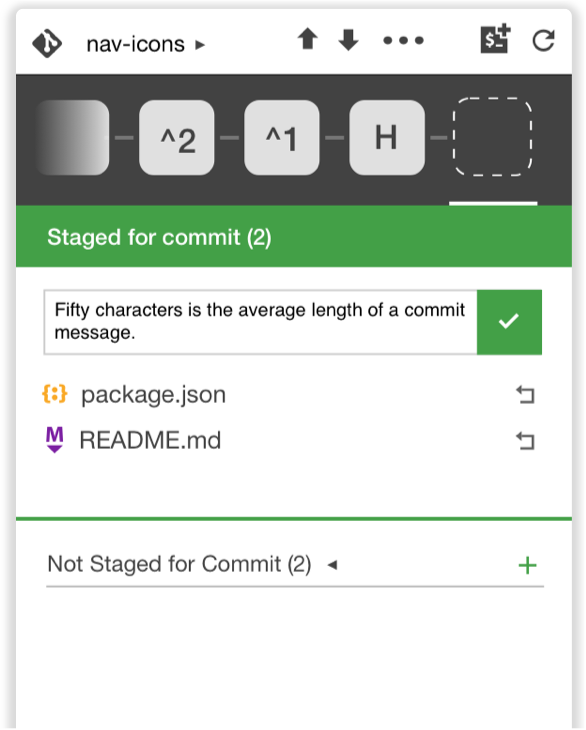 nav-icons
$_
^2
^1
H
Staged for commit (2)
Fifty characters is the average length of a commit
message.
{:} package.json
M README.md
Not Staged for Commit (2)